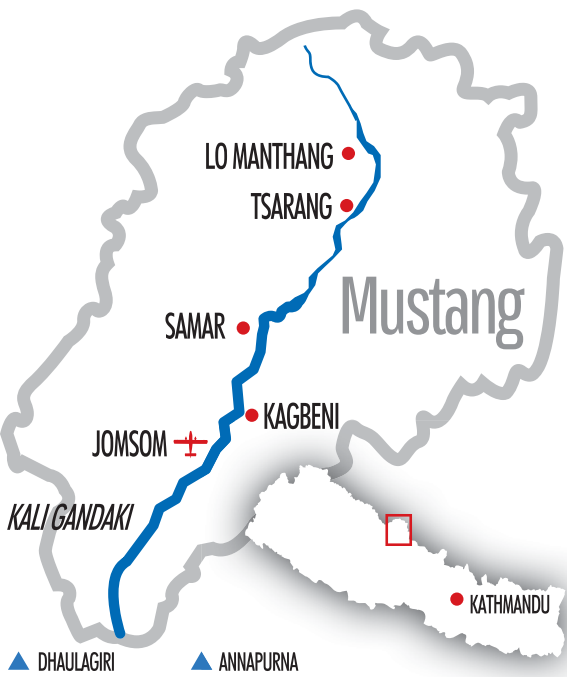 LO MANTHANG
TSARANG
Mustang
SAMAR
KAGBENI
JOMSOM
KALI GANDAKI
KATHMANDU
DHAULAGIRI
ANNAPURNA